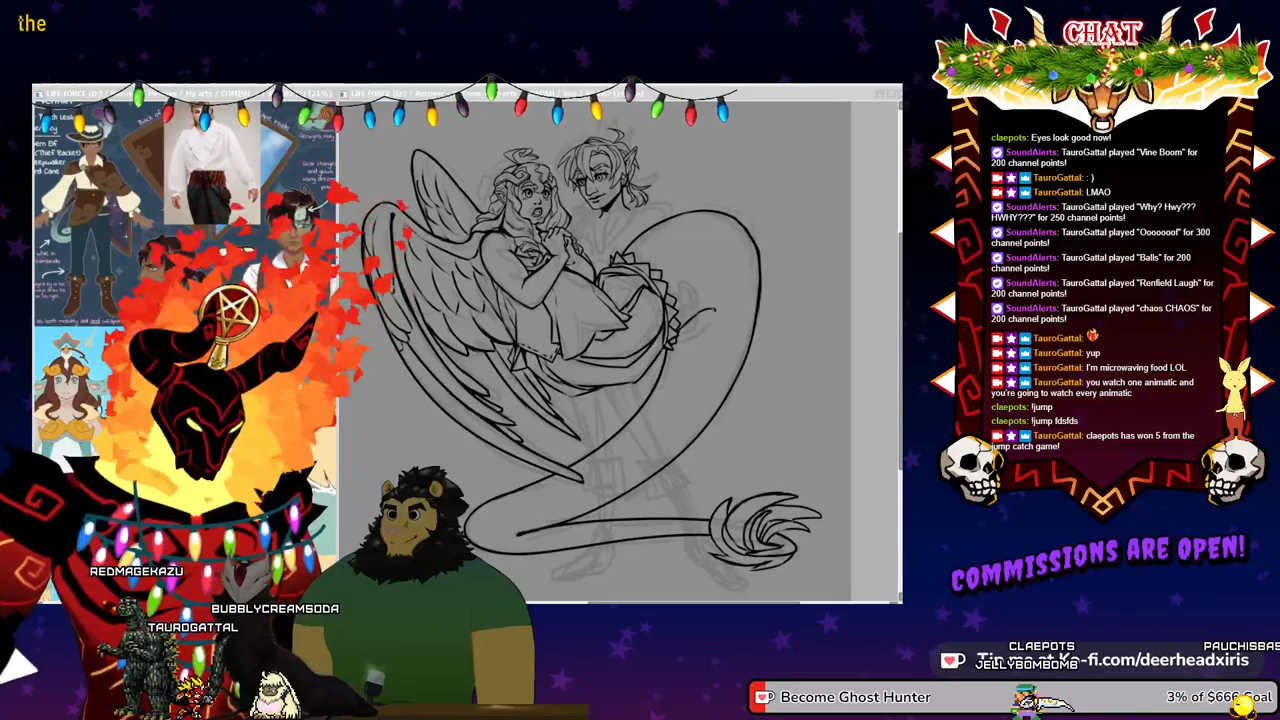 the
CHAT
claepots: Eyes look good now!
SoundAlerts: TauroGattal played "Vine Boom" for
200 channel points!
TauroGattal: : )
TauroGattal: LMAO
SoundAlerts: TauroGattal played "Why? Hwy???
HWHY???" for 250 channel points!
SoundAlerts: TauroGattal played "Ooooooof" for 300
channel points!
SoundAlerts: TauroGattal played "Balls" for 200
channel points!
SoundAlerts: TauroGattal played "Renfield Laugh" for
200 channel points!
SoundAlerts: TauroGattal played "chaos CHAOS" for
200 channel points!
TauroGattal:
TauroGattal: yup
TauroGattal: I'm microwaving food LOL
TauroGattal: you watch one animatic and
you're going to watch every animatic
claepots: !jump
claepots: !jump fdsfds
TauroGattal: claepots has won 5 from the
jump catch game!
COMMISSIONS ARE OPEN!
REDMAGEKAZU
BUBBLYCREAMSODA
TAUROGATTAL
CLAEPOTS
PAUCHISBAS
JELLYBOMBOMB
Tip me at Ko-fi.com/deerheadxiris
Become Ghost Hunter
3% of $666 Goal